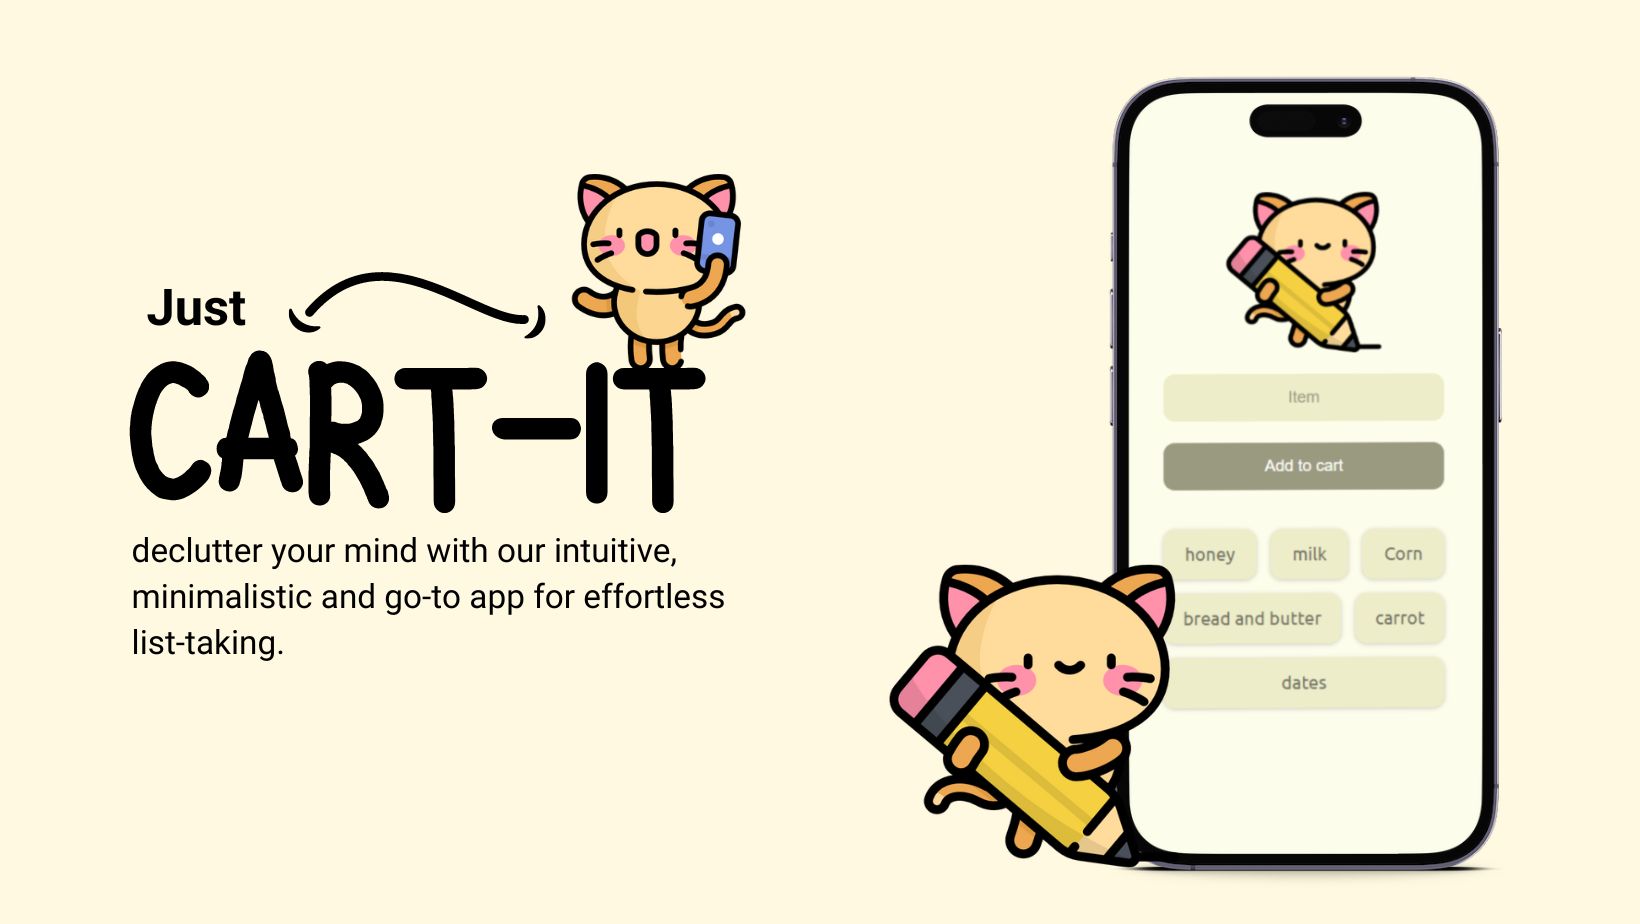 Just
CART-IT
declutter your mind with our intuitive,
minimalistic and go-to app for effortless
list-taking.
Item
Add to cart
honey milk Corn
bread and butter carrot
dates